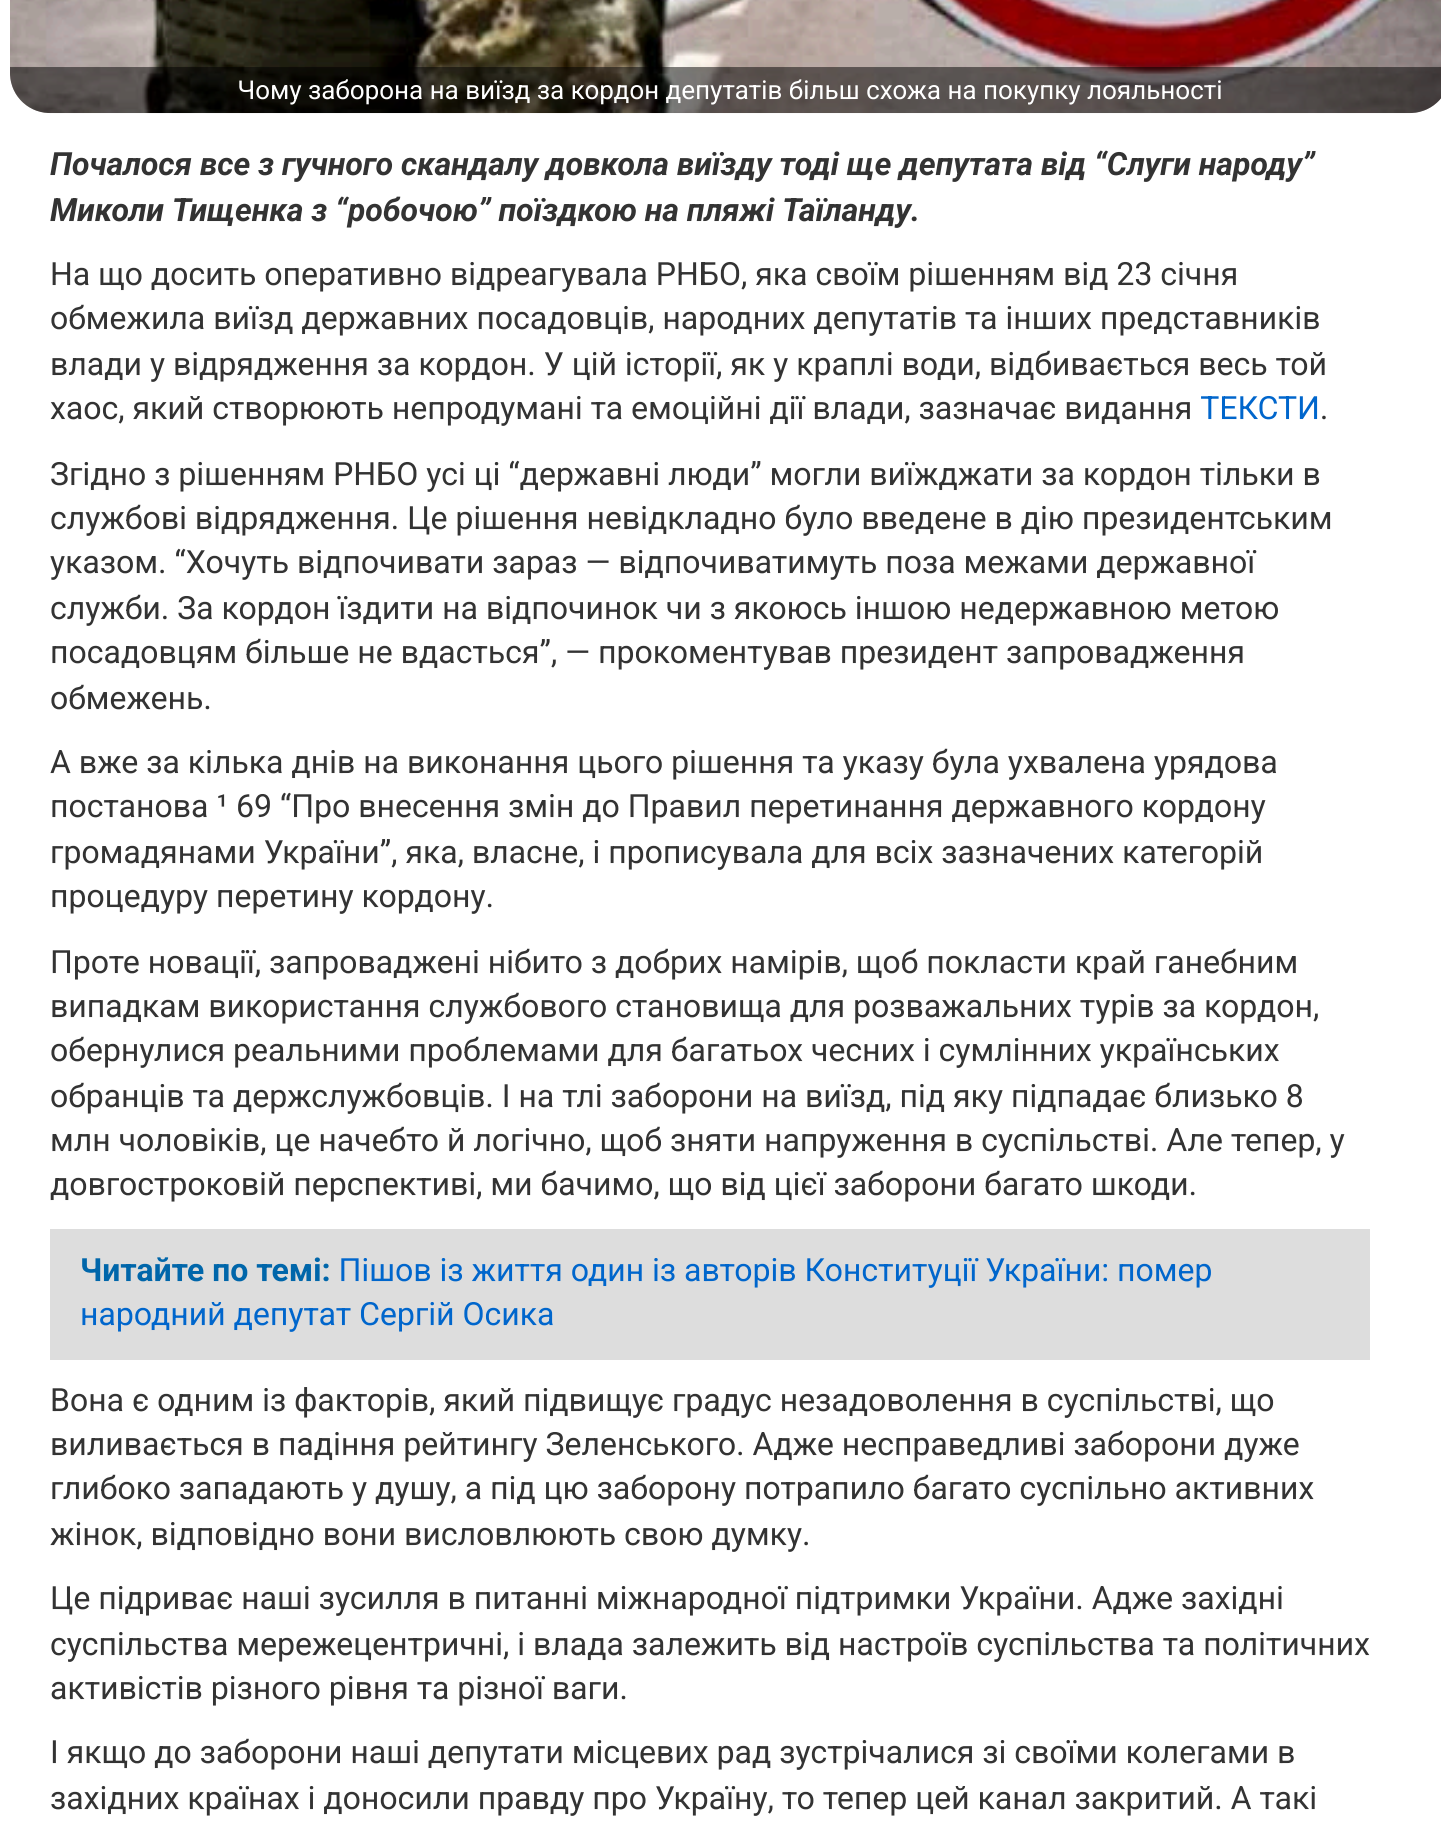 Чому заборона на виїзд за кордон депутатів більш схожа на покупку лояльності
Почалося все з гучного скандалу довкола виїзду тоді ще депутата від “Слуги народу”
Миколи Тищенка з “робочою” поїздкою на пляжі Таїланду.
На що досить оперативно відреагувала РНБО, яка своїм рішенням від 23 січня
обмежила виїзд державних посадовців, народних депутатів та інших представників
влади у відрядження за кордон. У цій історії, як у краплі води, відбивається весь той
хаос, який створюють непродумані та емоційні дії влади, зазначає видання ТЕКСТИ.
Згідно з рішенням РНБО усі ці “державні люди” могли виїжджати за кордон тільки в
службові відрядження. Це рішення невідкладно було введене в дію президентським
указом. “Хочуть відпочивати зараз — відпочиватимуть поза межами державної
служби. За кордон їздити на відпочинок чи з якоюсь іншою недержавною метою
посадовцям більше не вдасться”, — прокоментував президент запровадження
обмежень.
А вже за кілька днів на виконання цього рішення та указу була ухвалена урядова
постанова ¹ 69 “Про внесення змін до Правил перетинання державного кордону
громадянами України”, яка, власне, і прописувала для всіх зазначених категорій
процедуру перетину кордону.
Проте новації, запроваджені нібито з добрих намірів, щоб покласти край ганебним
випадкам використання службового становища для розважальних турів за кордон,
обернулися реальними проблемами для багатьох чесних і сумлінних українських
обранців та держслужбовців. І на тлі заборони на виїзд, під яку підпадає близько 8
млн чоловіків, це начебто й логічно, щоб зняти напруження в суспільстві. Але тепер, у
довгостроковій перспективі, ми бачимо, що від цієї заборони багато шкоди.
Читайте по темі: Пішов із життя один із авторів Конституції України: помер
народний депутат Сергій Осика
Вона є одним із факторів, який підвищує градус незадоволення в суспільстві, що
виливається в падіння рейтингу Зеленського. Адже несправедливі заборони дуже
глибоко западають у душу, а під цю заборону потрапило багато суспільно активних
жінок, відповідно вони висловлюють свою думку.
Це підриває наші зусилля в питанні міжнародної підтримки України. Адже західні
суспільства мережецентричні, і влада залежить від настроїв суспільства та політичних
активістів різного рівня та різної ваги.
І якщо до заборони наші депутати місцевих рад зустрічалися зі своїми колегами в
західних країнах і доносили правду про Україну, то тепер цей канал закритий. А такі